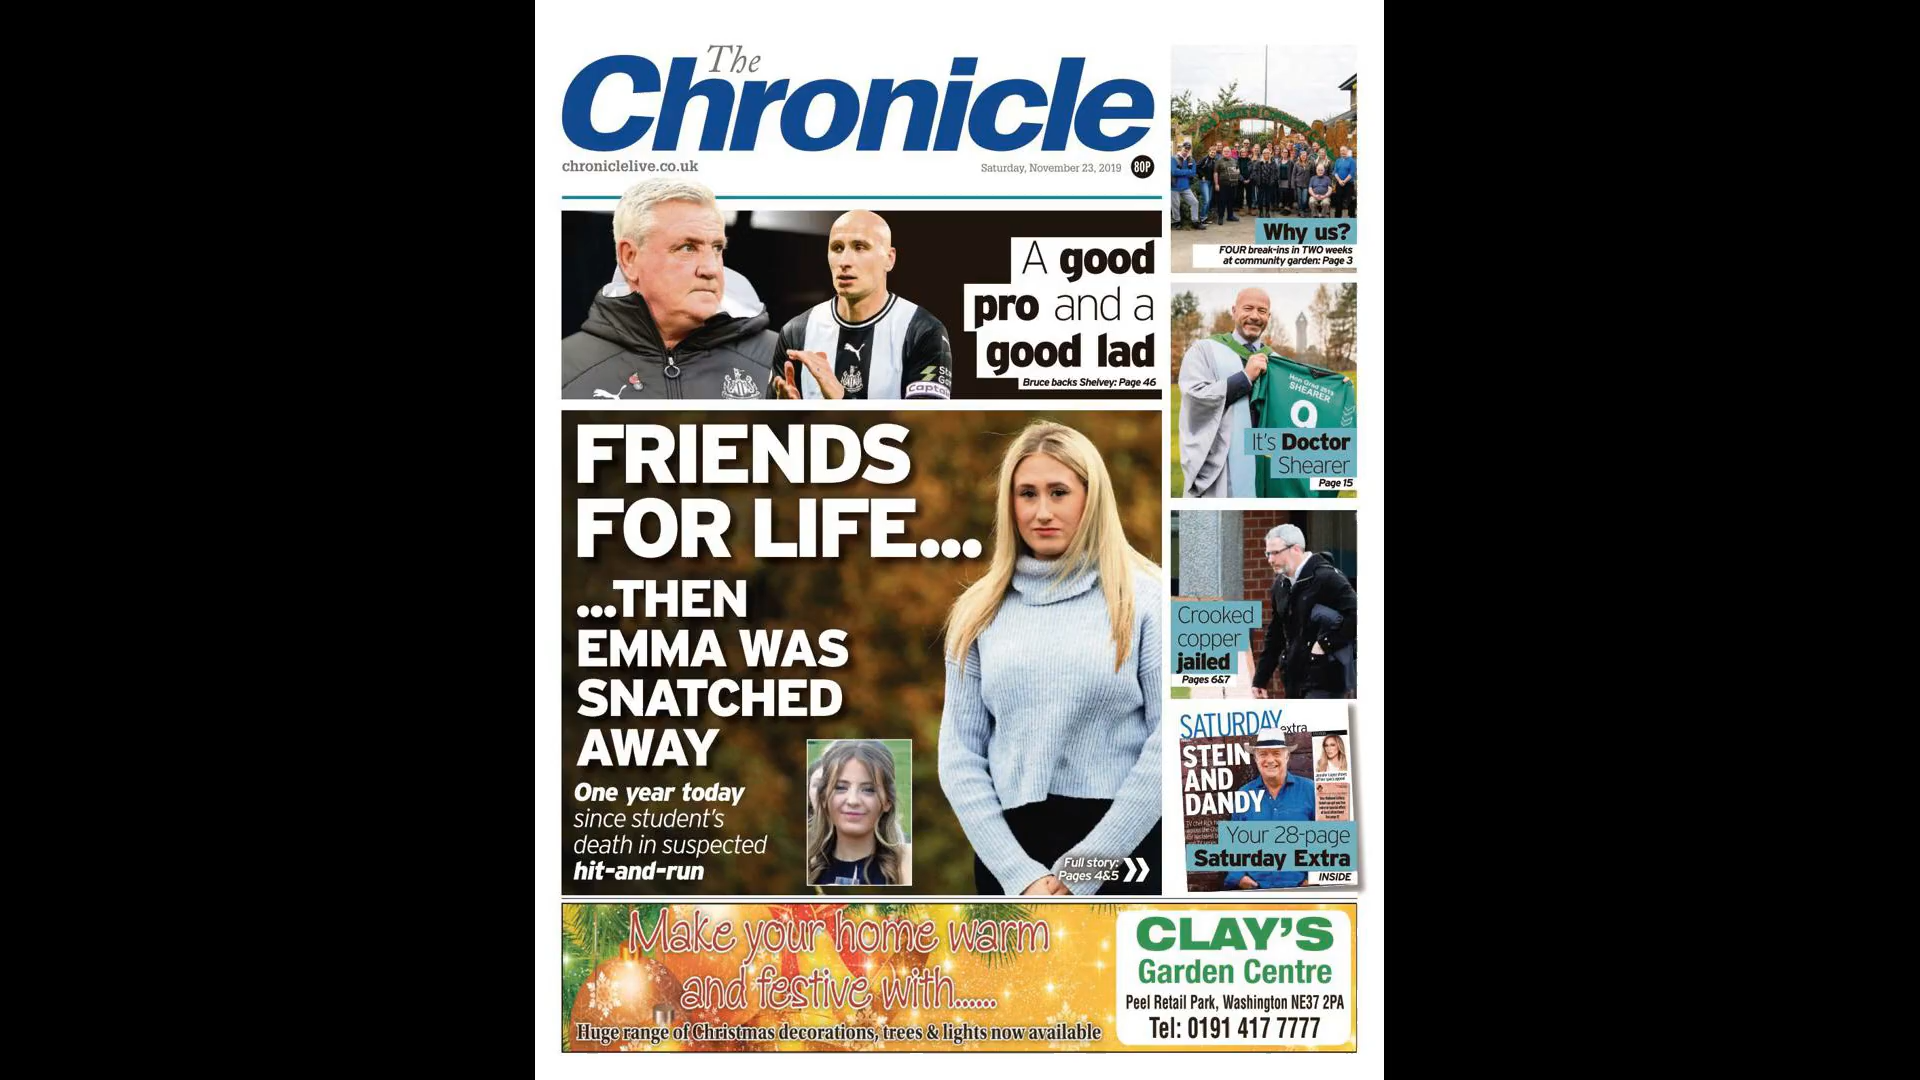 The
Chronicle
chroniclelive.co.uk
Saturday, November 23, 2019
80P
A good
pro and a
good lad
Bruce backs Shelvey: Page 46
FRIENDS
FOR LIFE...
...THEN
EMMA WAS
SNATCHED
AWAY
One year today
since student's
death in suspected
hit-and-run
Full story:
Pages 4&5
Why us?
FOUR break-ins in TWO weeks
at community garden: Page 3
SHEARER
9
It's Doctor
Shearer
Page 15
Crooked
copper
jailed
Pages 6&7
SATURDAY
extra
STEIN
AND
DANDY
Your 28-page
Saturday Extra
INSIDE
Make your home warm
and festive with......
Huge range of Christmas decorations, trees & lights now available
CLAY'S
Garden Centre
Peel Retail Park, Washington NE37 2PA
Tel: 0191 417 7777